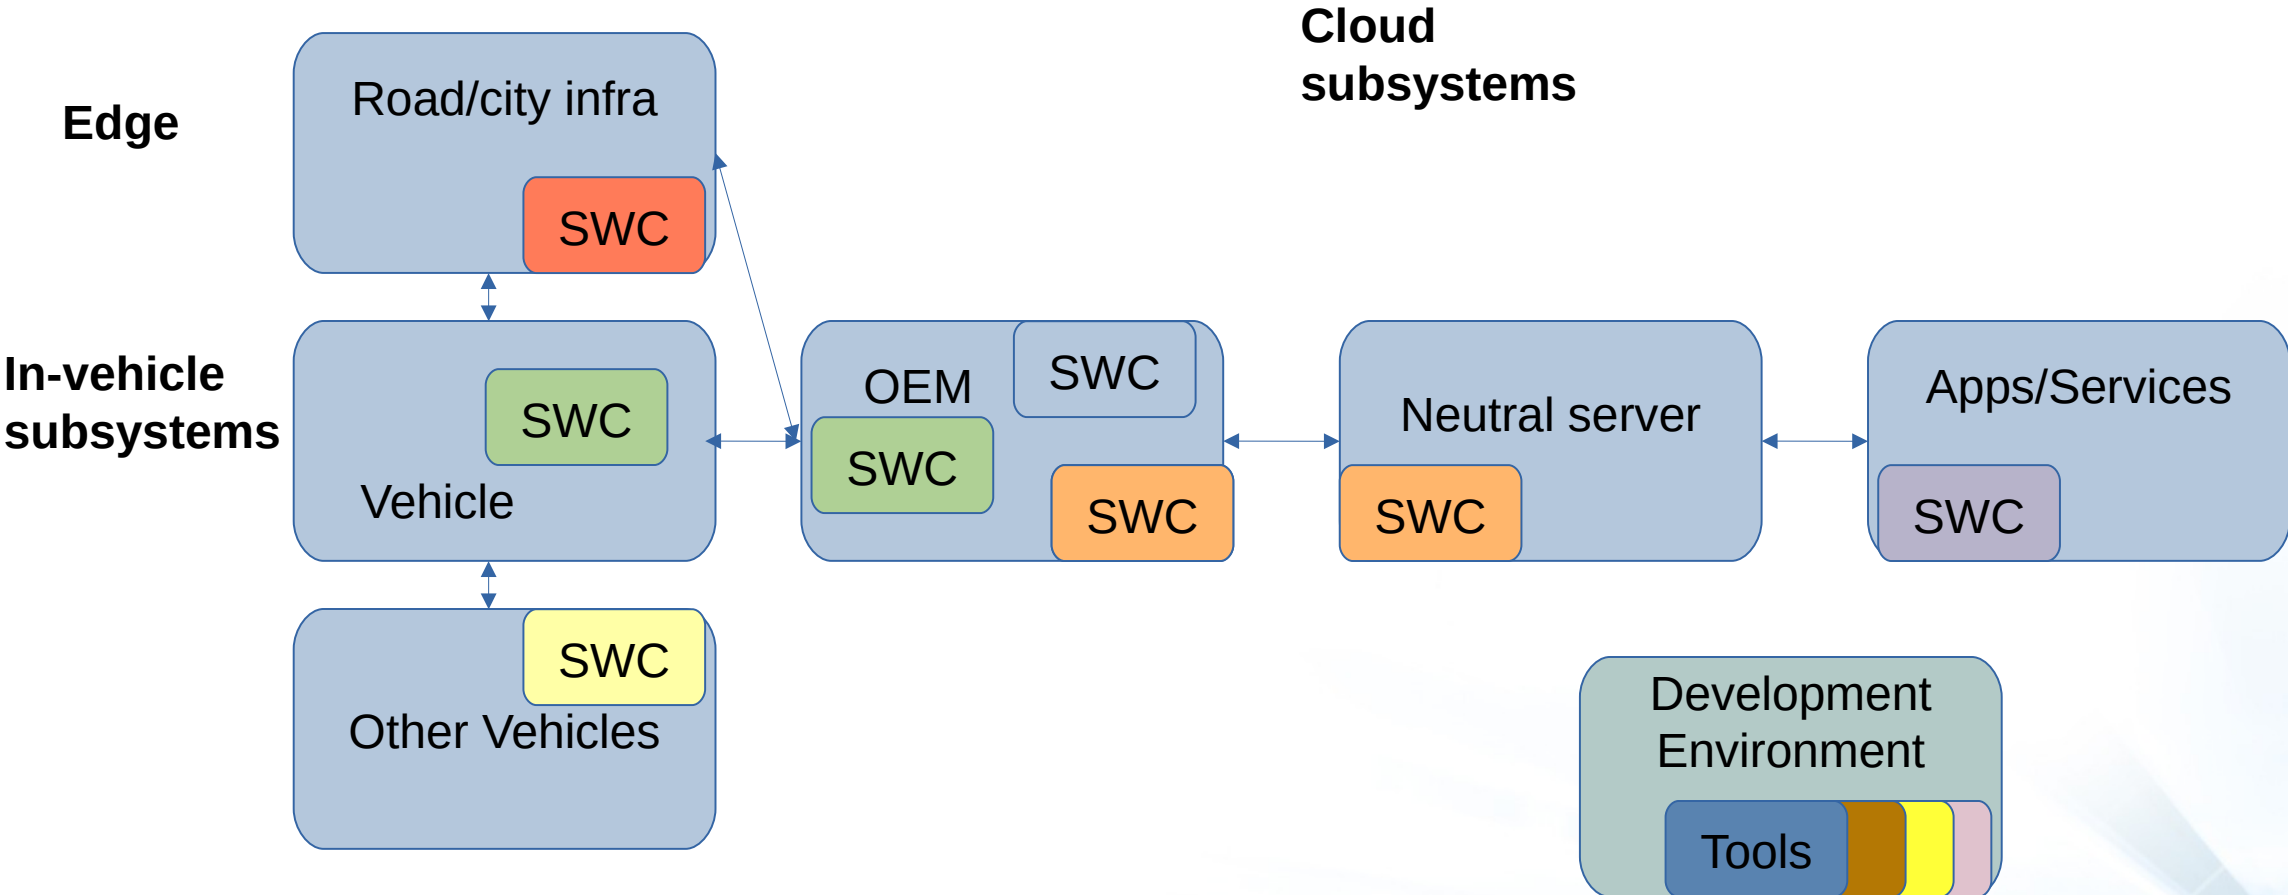 Cloud
subsystems
Edge
Road/city infra
SWC
In-vehicle
subsystems
SWC
Vehicle
OEM
SWC
SWC
SWC
Neutral server
SWC
Apps/Services
SWC
SWC
Other Vehicles
Development
Environment
Tools